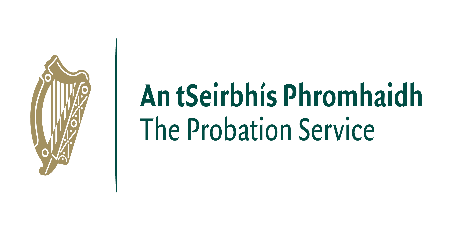 An tSeirbhís Phromhaidh
The Probation Service